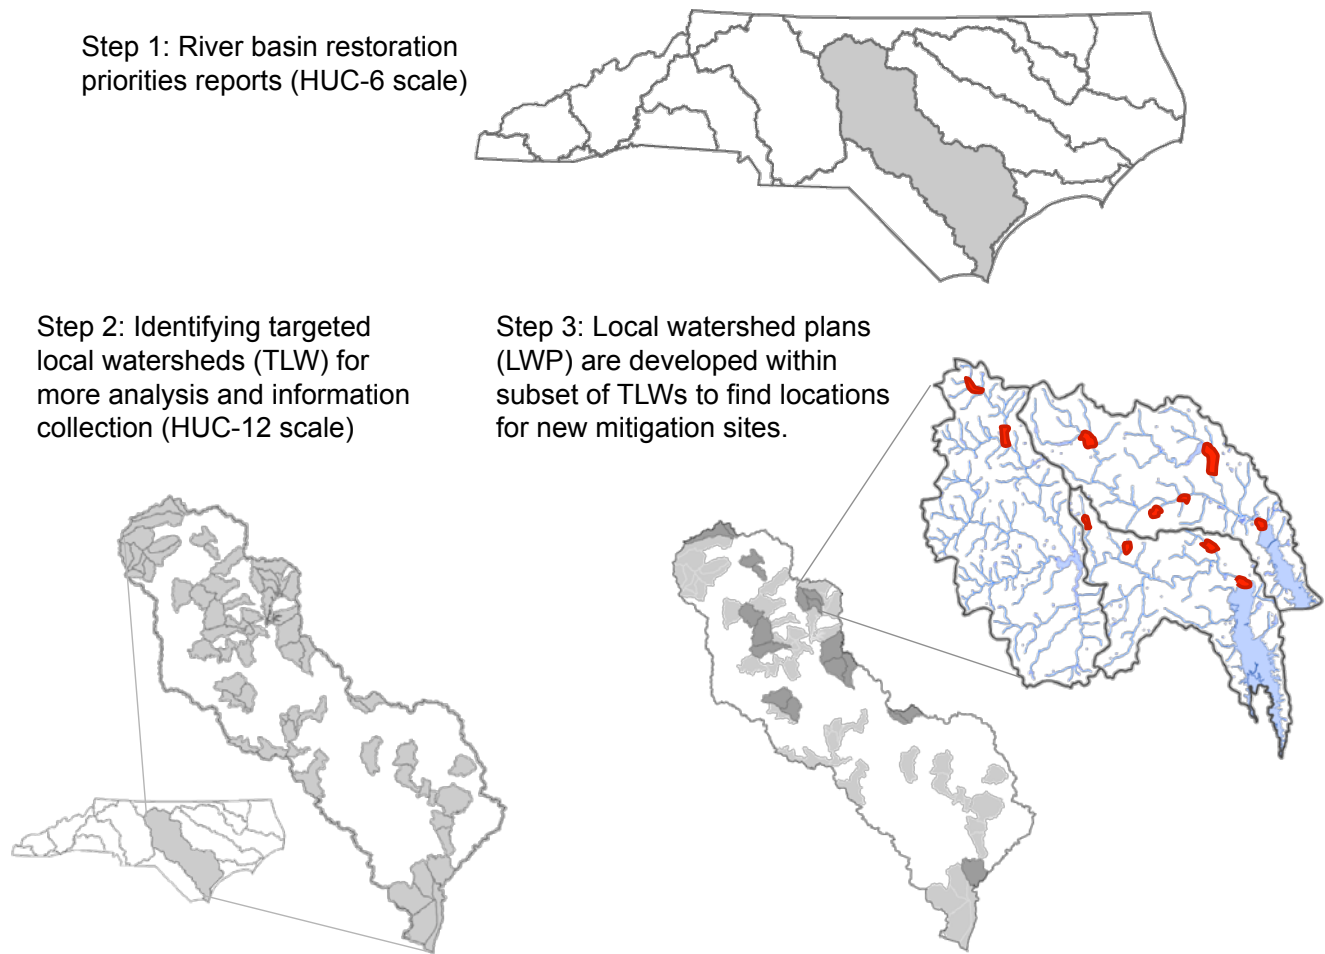 Step 1: River basin restoration
priorities reports (HUC-6 scale)
Step 2: Identifying targeted
local watersheds (TLW) for
more analysis and information
collection (HUC-12 scale)
Step 3: Local watershed plans
(LWP) are developed within
subset of TLWs to find locations
for new mitigation sites.